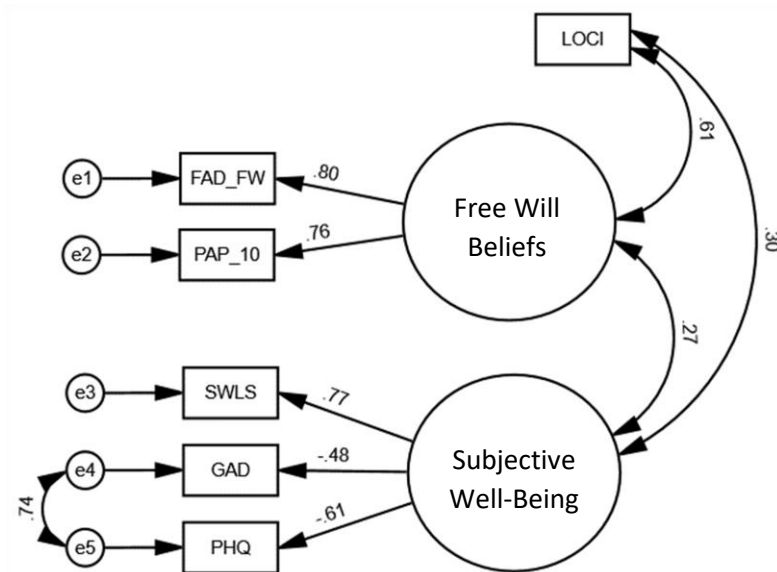 LOCI
.61
e1
FAD_FW
.80
Free Will
Beliefs
e2
PAP_10
.76
.30
.27
e3
SWLS
.77
e4
GAD
-.48
Subjective
Well-Being
.74
-.61
e5
PHQ